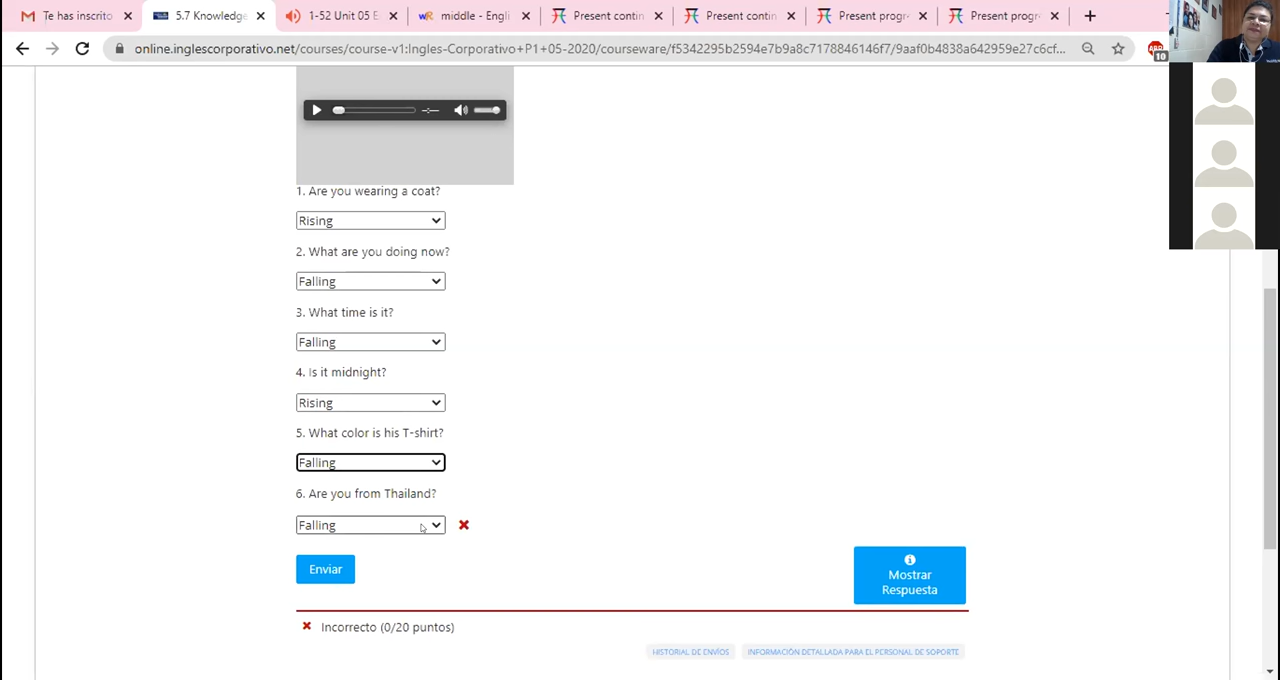 Te has inscrito
5.7 Knowledge
1-52 Unit 05 E
middle - Engli
Present contin
Present contin
Present progr
Present progr
online.inglescorporativo.net/courses/course-v1:Ingles-Corporativo+P1+05-2020/courseware/f5342295b2594e7b9a8c7178846146f7/9aaf0b4838a642959e27c6cf...
ABP
10
1. Are you wearing a coat?
Rising
2. What are you doing now?
Falling
3. What time is it?
Falling
4. Is it midnight?
Rising
5. What color is his T-shirt?
Falling
6. Are you from Thailand?
Falling
Enviar
Mostrar
Respuesta
Incorrecto (0/20 puntos)
HISTORIAL DE ENVÍOS
INFORMACIÓN DETALLADA PARA EL PERSONAL DE SOPORTE